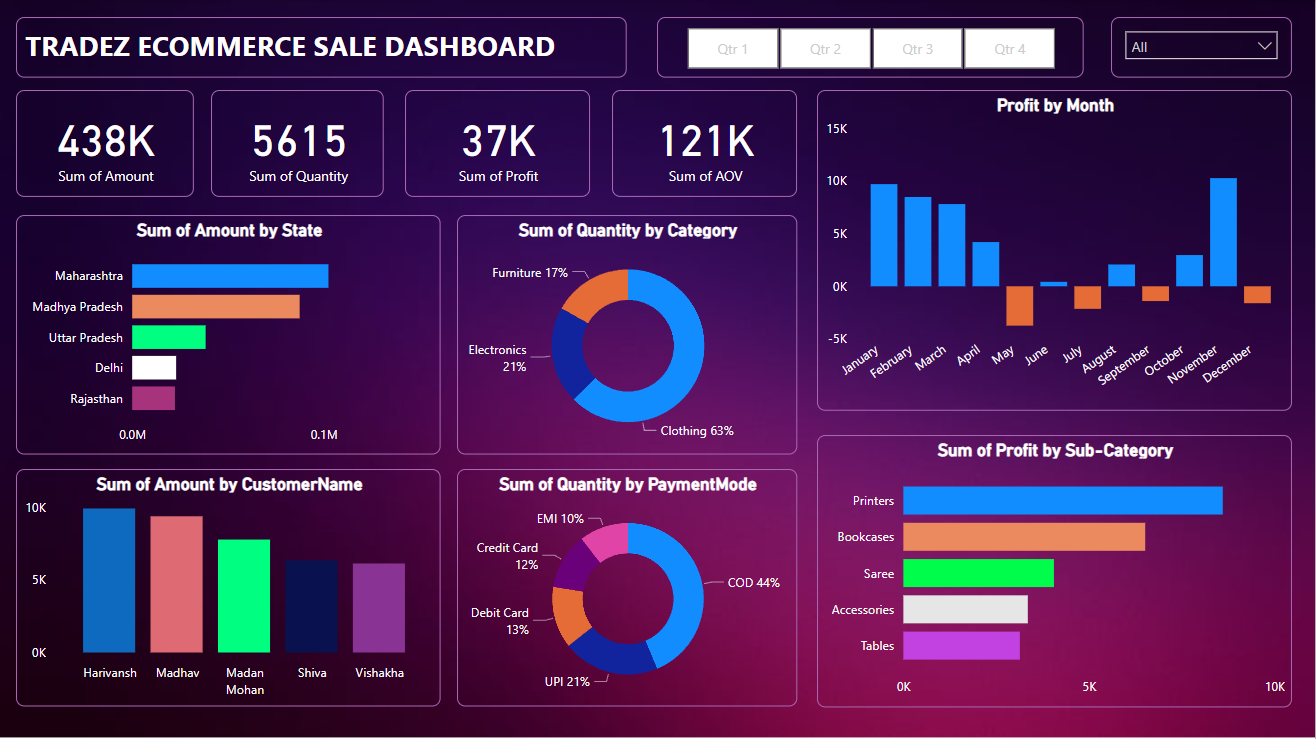 TRADEZ ECOMMERCE SALE DASHBOARD
Qtr 1
Qtr 2
Qtr 3
Qtr 4
All
438K
Sum of Amount
5615
Sum of Quantity
37K
Sum of Profit
121K
Sum of AOV
Profit by Month
15K
10K
5K
0K
-5K
January
February
March
April
May
June
July
August
September
October
November
December
Sum of Amount by State
Maharashtra
Madhya Pradesh
Uttar Pradesh
Delhi
Rajasthan
0.0M
0.1M
Sum of Quantity by Category
Furniture 17%
Electronics
21%
Clothing 63%
Sum of Profit by Sub-Category
Printers
Bookcases
Saree
Accessories
Tables
0K
5K
10K
Sum of Amount by CustomerName
10K
5K
0K
Harivansh
Madhav
Madan
Mohan
Shiva
Vishakha
Sum of Quantity by PaymentMode
EMI 10%
Credit Card
12%
Debit Card
13%
UPI 21%
COD 44%